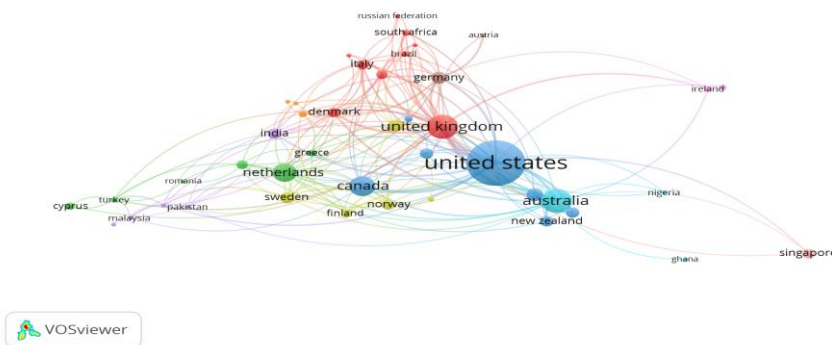 russian federation
south africa
austria
brazil
italy
germany
ireland
denmark
united kingdom
india
greece
united states
netherlands
romania
canada
sweden
norway
nigeria
turkey
cyprus
pakistan
australia
malaysia
finland
new zealand
singapore
ghana
VOSviewer